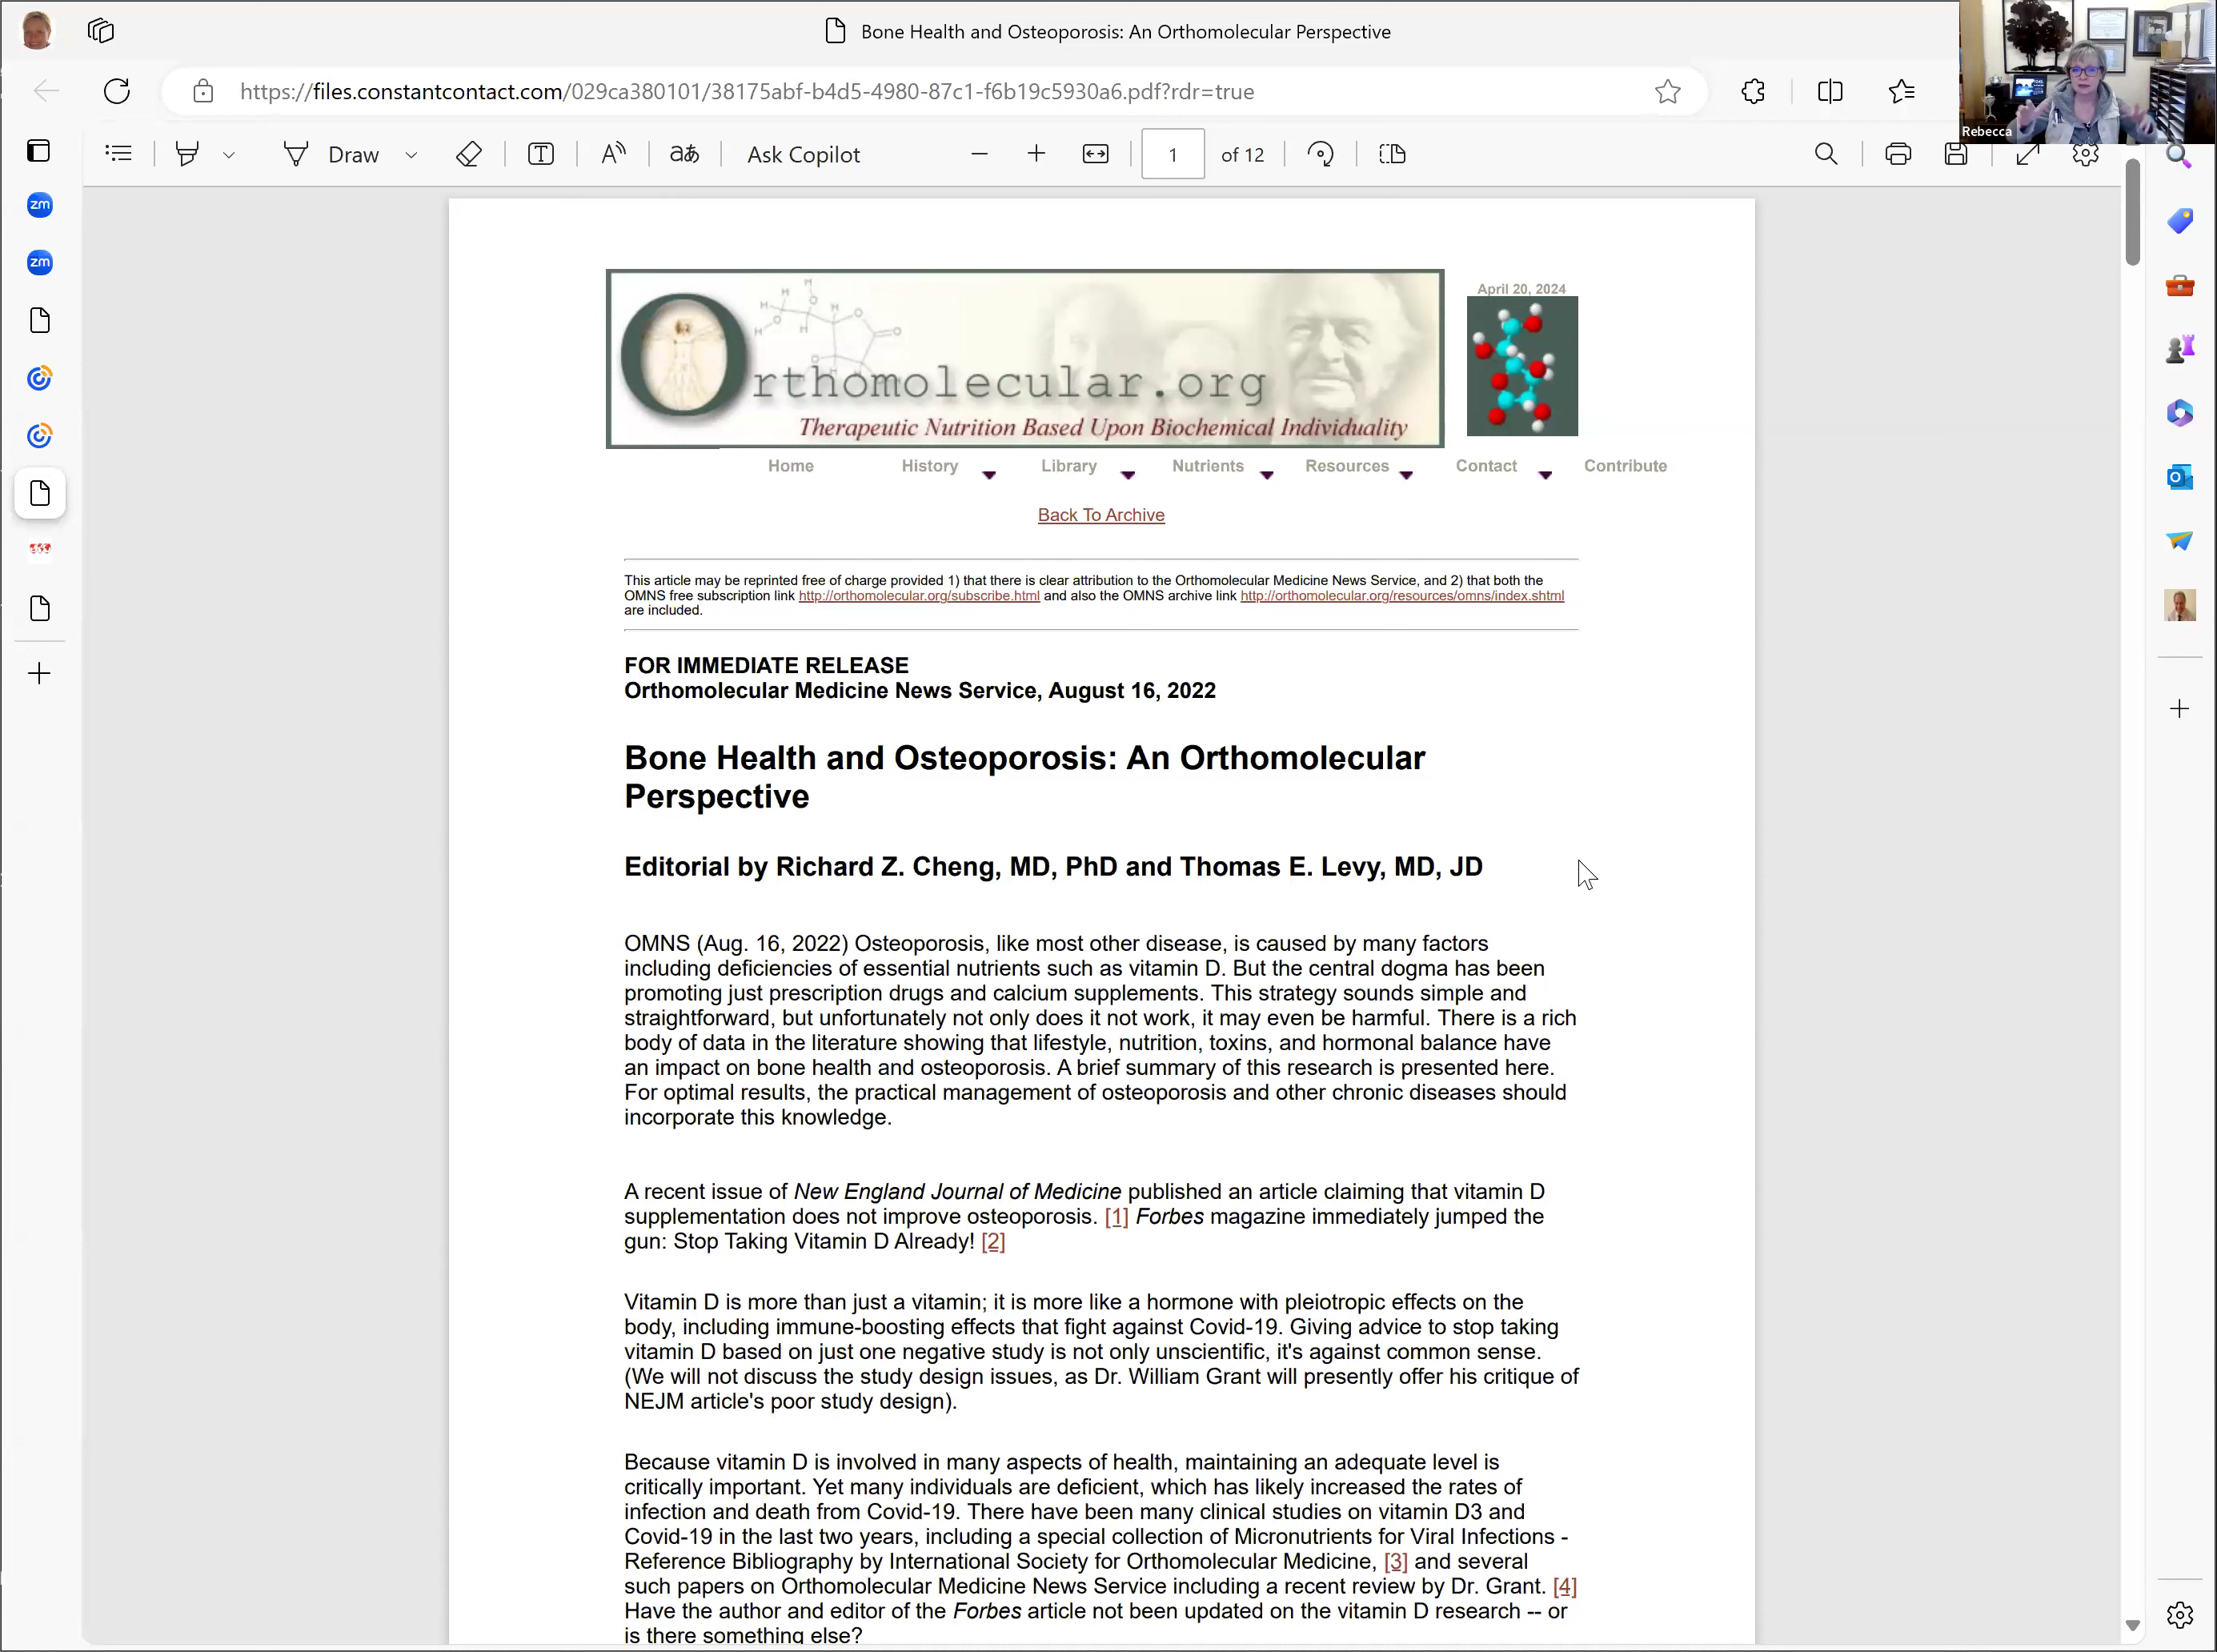 Bone Health and Osteoporosis: An Orthomolecular Perspective
https://files.constantcontact.com/029ca380101/38175abf-b4d5-4980-87c1-f6b19c5930a6.pdf?rdr=true
Rebecca
Draw
aあ
Ask Copilot
1 of 12
zm
zm
April 20, 2024
Orthomolecular.org
Therapeutic Nutrition Based Upon Biochemical Individuality
Home History Library Nutrients Resources Contact Contribute
Back To Archive
This article may be reprinted free of charge provided 1) that there is clear attribution to the Orthomolecular Medicine News Service, and 2) that both the
OMNS free subscription link http://orthomolecular.org/subscribe.html and also the OMNS archive link http://orthomolecular.org/resources/omns/index.shtml
are included.
FOR IMMEDIATE RELEASE
Orthomolecular Medicine News Service, August 16, 2022
Bone Health and Osteoporosis: An Orthomolecular
Perspective
Editorial by Richard Z. Cheng, MD, PhD and Thomas E. Levy, MD, JD
OMNS (Aug. 16, 2022) Osteoporosis, like most other disease, is caused by many factors
including deficiencies of essential nutrients such as vitamin D. But the central dogma has been
promoting just prescription drugs and calcium supplements. This strategy sounds simple and
straightforward, but unfortunately not only does it not work, it may even be harmful. There is a rich
body of data in the literature showing that lifestyle, nutrition, toxins, and hormonal balance have
an impact on bone health and osteoporosis. A brief summary of this research is presented here.
For optimal results, the practical management of osteoporosis and other chronic diseases should
incorporate this knowledge.
A recent issue of New England Journal of Medicine published an article claiming that vitamin D
supplementation does not improve osteoporosis. [1] Forbes magazine immediately jumped the
gun: Stop Taking Vitamin D Already! [2]
Vitamin D is more than just a vitamin; it is more like a hormone with pleiotropic effects on the
body, including immune-boosting effects that fight against Covid-19. Giving advice to stop taking
vitamin D based on just one negative study is not only unscientific, it's against common sense.
(We will not discuss the study design issues, as Dr. William Grant will presently offer his critique of
NEJM article's poor study design).
Because vitamin D is involved in many aspects of health, maintaining an adequate level is
critically important. Yet many individuals are deficient, which has likely increased the rates of
infection and death from Covid-19. There have been many clinical studies on vitamin D3 and
Covid-19 in the last two years, including a special collection of Micronutrients for Viral Infections -
Reference Bibliography by International Society for Orthomolecular Medicine, [3] and several
such papers on Orthomolecular Medicine News Service including a recent review by Dr. Grant. [4]
Have the author and editor of the Forbes article not been updated on the vitamin D research -- or
is there something else?